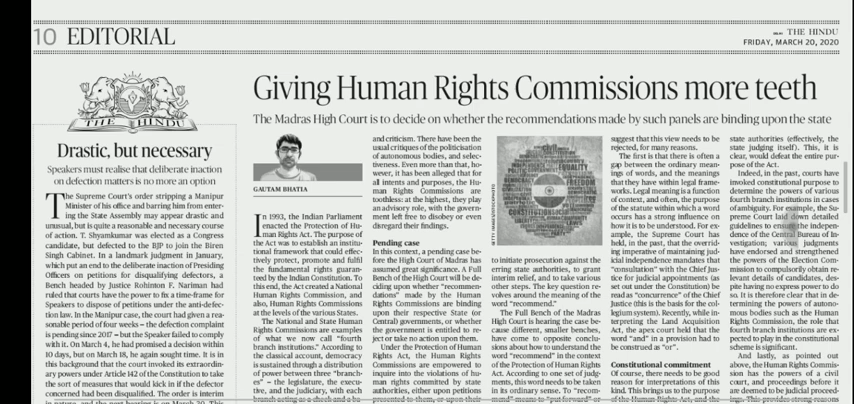 10 EDITORIAL
THE HINDU
FRIDAY, MARCH 20, 2020
THE HINDU
Drastic, but necessary
Speakers must realise that deliberate inaction
on defection matters is no more an option
The Supreme Court's order stripping a Manipur
Minister of his office and barring him from enter-
ing the State Assembly may appear drastic and
unusual, but is quite a reasonable and necessary course
of action. T. Shyamkumar was elected as a Congress
candidate, but defected to the BJP to join the Biren
Singh Cabinet. In a landmark judgment in January,
which put an end to the deliberate inaction of Presiding
Officers on petitions for disqualifying defectors, a
Bench headed by Justice Rohinton F. Nariman had
ruled that courts have the power to fix a time-frame for
Speakers to dispose of petitions under the anti-defec-
tion law. In the Manipur case, the court had given a rea-
sonable period of four weeks – the defection complaint
is pending since 2017 – but the Speaker failed to comply
with it. On March 4, he had promised a decision within
10 days, but on March 18, he again sought time. It is in
this background that the court invoked its extraordin-
ary powers under Article 142 of the Constitution to take
the sort of measures that would kick in if the defector
concerned had been disqualified. The order is interim
Giving Human Rights Commissions more teeth
The Madras High Court is to decide on whether the recommendations made by such panels are binding upon the state
GAUTAM BHATIA
In 1993, the Indian Parliament
enacted the Protection of Hu-
man Rights Act. The purpose of
the Act was to establish an institu-
tional framework that could effec-
tively protect, promote and fulfil
the fundamental rights guaran-
teed by the Indian Constitution. To
this end, the Act created a National
Human Rights Commission, and
also, Human Rights Commissions
at the levels of the various States.
The National and State Human
Rights Commissions are examples
of what we now call "fourth
branch institutions." According to
the classical account, democracy
is sustained through a distribution
of power between three "branch-
es" – the legislature, the execu-
tive, and the judiciary, with each
branch acting as a check and a ba-
and criticism. There have been the
usual critiques of the politicisation
of autonomous bodies, and selec-
tiveness. Even more than that, ho-
wever, it has been alleged that for
all intents and purposes, the Hu-
man Rights Commissions are
toothless: at the highest, they play
an advisory role, with the govern-
ment left free to disobey or even
disregard their findings.
Pending case
In this context, a pending case be-
fore the High Court of Madras has
assumed great significance. A Full
Bench of the High Court will be de-
ciding upon whether "recommen-
dations" made by the Human
Rights Commissions are binding
upon their respective State (or
Central) governments, or whether
the government is entitled to re-
ject or take no action upon them.
Under the Protection of Human
Rights Act, the Human Rights
Commissions are empowered to
inquire into the violations of hu-
man rights committed by state
authorities, either upon petitions
presented to them, or upon their
EQUALITY
FREEDOM
CONSTITUTION
to initiate prosecution against the
erring state authorities, to grant
interim relief, and to take various
other steps. The key question re-
volves around the meaning of the
word "recommend."
The Full Bench of the Madras
High Court is hearing the case be-
cause different, smaller benches,
have come to opposite conclu-
sions about how to understand the
word "recommend" in the context
of the Protection of Human Rights
Act. According to one set of judg-
ments, this word needs to be taken
in its ordinary sense. To "recom-
mend" means to "put forward" or
suggest that this view needs to be
rejected, for many reasons.
The first is that there is often a
gap between the ordinary mean-
ings of words, and the meanings
that they have within legal frame-
works. Legal meaning is a function
of context, and often, the purpose
of the statute within which a word
occurs has a strong influence on
how it is to be understood. For ex-
ample, the Supreme Court has
held, in the past, that the overrid-
ing imperative of maintaining jud-
icial independence mandates that
"consultation" with the Chief Jus-
tice for judicial appointments (as
set out under the Constitution) be
read as "concurrence" of the Chief
Justice (this is the basis for the col-
legium system). Recently, while in-
terpreting the Land Acquisition
Act, the apex court held that the
word "and" in a provision had to
be construed as "or".
Constitutional commitment
Of course, there needs to be good
reason for interpretations of this
kind. This brings us to the purpose
state authorities (effectively, the
state judging itself). This, it is
clear, would defeat the entire pur-
pose of the Act.
Indeed, in the past, courts have
invoked constitutional purpose to
determine the powers of various
fourth branch institutions in cases
of ambiguity. For example, the Su-
preme Court laid down detailed
guidelines to ensure the indepen-
dence of the Central Bureau of In-
vestigation; various judgments
have endorsed and strengthened
the powers of the Election Com-
mission to compulsorily obtain re-
levant details of candidates, des-
pite having no express power to do
so. It is therefore clear that in de-
termining the powers of autono-
mous bodies such as the Human
Rights Commission, the role that
fourth branch institutions are ex-
pected to play in the constitutional
scheme is significant.
And lastly, as pointed out
above, the Human Rights Commis-
sion has the powers of a civil
court, and proceedings before it
are deemed to be judicial proceed-
ings. This provides strong reasons